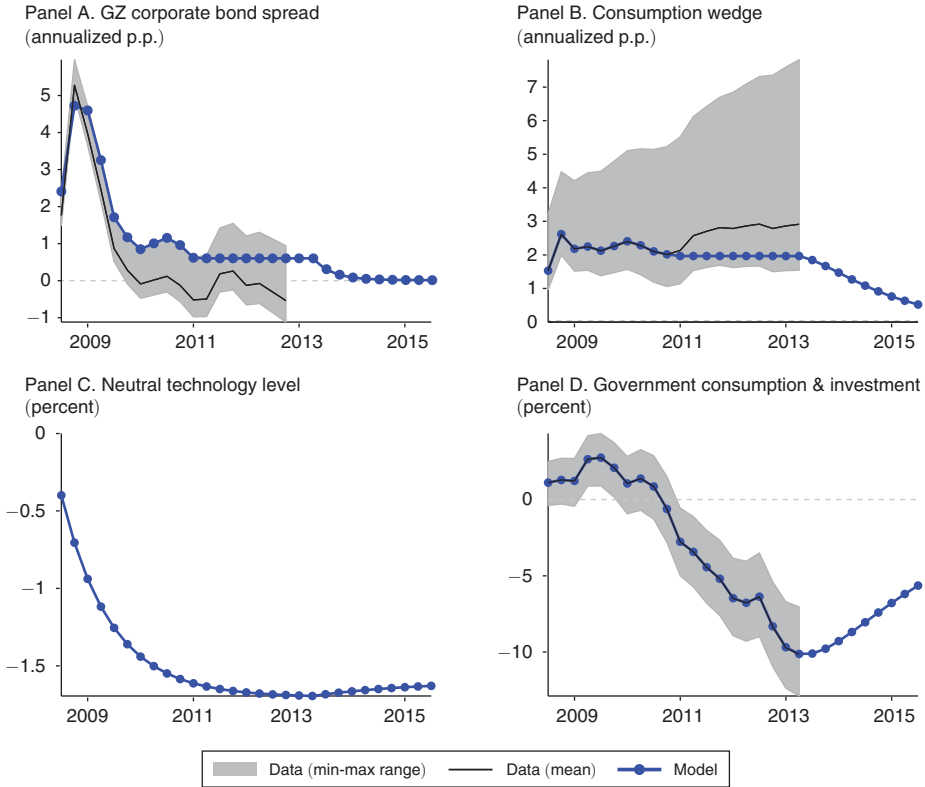 Panel A. GZ corporate bond spread
(annualized p.p.)
5
4
3
2
1
0
−1
2009 2011 2013 2015
Panel B. Consumption wedge
(annualized p.p.)
7
6
5
4
3
2
1
0
2009 2011 2013 2015
Panel C. Neutral technology level
(percent)
0
−0.5
−1
−1.5
2009 2011 2013 2015
Panel D. Government consumption & investment
(percent)
0
−5
−10
2009 2011 2013 2015
Data (min-max range) Data (mean) Model